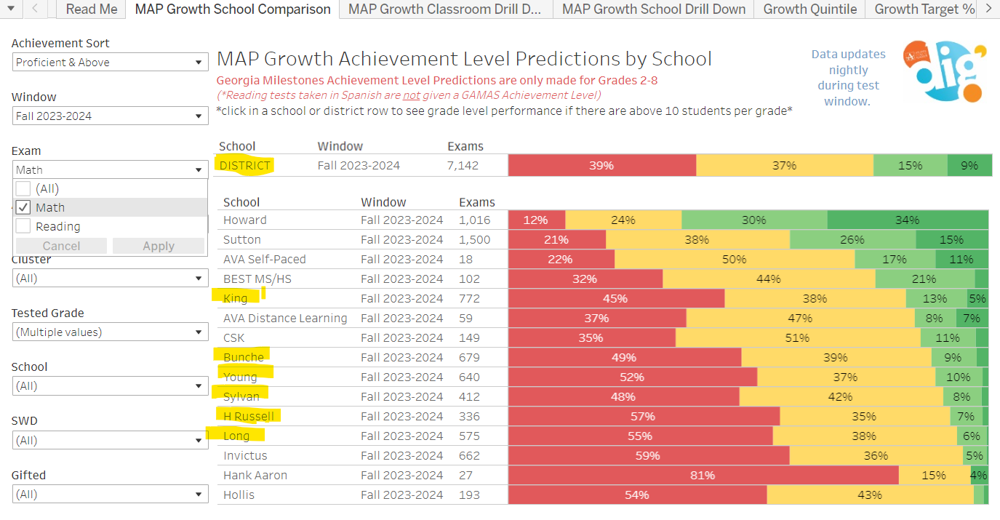 Read Me MAP Growth School Comparison MAP Growth Classroom Drill D... MAP Growth School Drill Down Growth Quintile Growth Target %
Achievement Sort
Proficient & Above
Window
Fall 2023-2024
Exam
Math
(All)
Math
Reading
Cancel Apply
Cluster
(All)
Tested Grade
(Multiple values)
School
(All)
SWD
(All)
Gifted
(All)
MAP Growth Achievement Level Predictions by School
Georgia Milestones Achievement Level Predictions are only made for Grades 2-8
(*Reading tests taken in Spanish are not given a GAMAS Achievement Level)
*click in a school or district row to see grade level performance if there are above 10 students per grade*
Data updates
nightly
during test
window.
dig
School Window Exams
DISTRICT Fall 2023-2024 7,142 39% 37% 15% 9%
School Window Exams
Howard Fall 2023-2024 1,016 12% 24% 30% 34%
Sutton Fall 2023-2024 1,500 21% 38% 26% 15%
AVA Self-Paced Fall 2023-2024 18 22% 50% 17% 11%
BEST MS/HS Fall 2023-2024 102 32% 44% 21%
King Fall 2023-2024 772 45% 38% 13% 5%
AVA Distance Learning Fall 2023-2024 59 37% 47% 8% 7%
CSK Fall 2023-2024 149 35% 51% 11%
Bunche Fall 2023-2024 679 49% 39% 9%
Young Fall 2023-2024 640 52% 37% 10%
Sylvan Fall 2023-2024 412 48% 42% 8%
H Russell Fall 2023-2024 336 57% 35% 7%
Long Fall 2023-2024 575 55% 38% 6%
Invictus Fall 2023-2024 662 59% 36% 5%
Hank Aaron Fall 2023-2024 27 81% 15% 4%
Hollis Fall 2023-2024 193 54% 43%